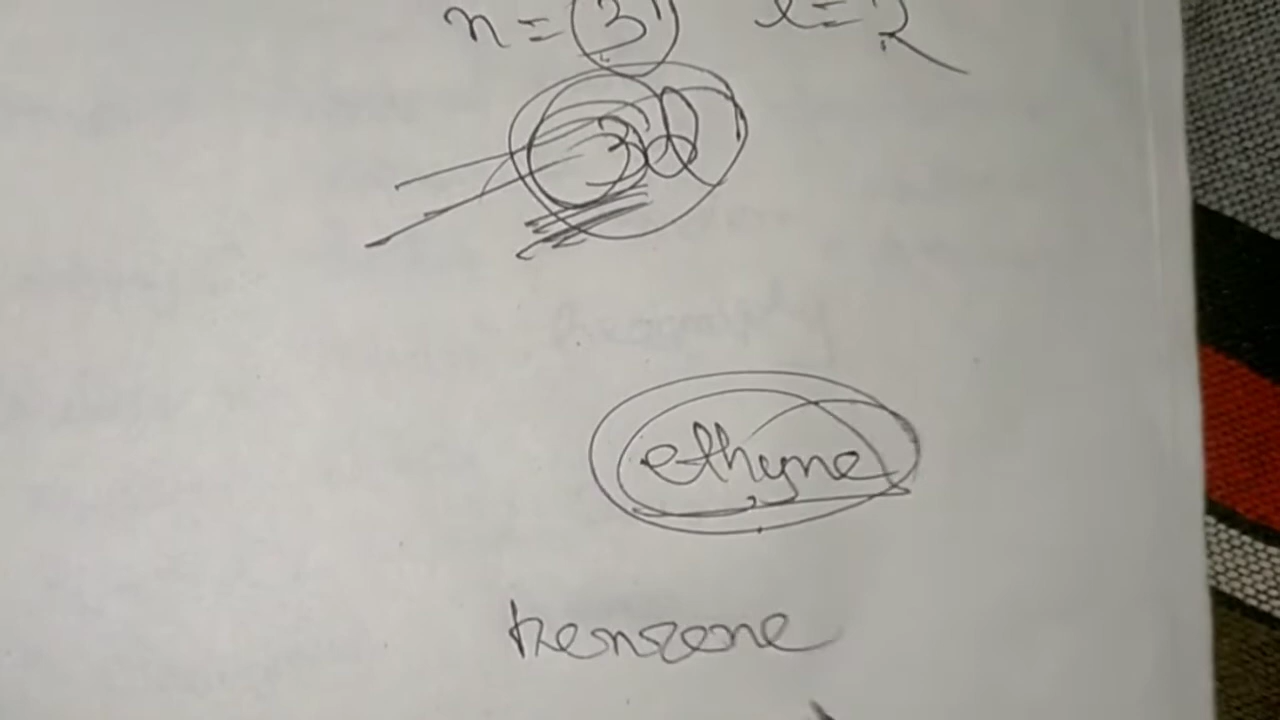 n = 3 l = 2
3d
ethyne
benzene